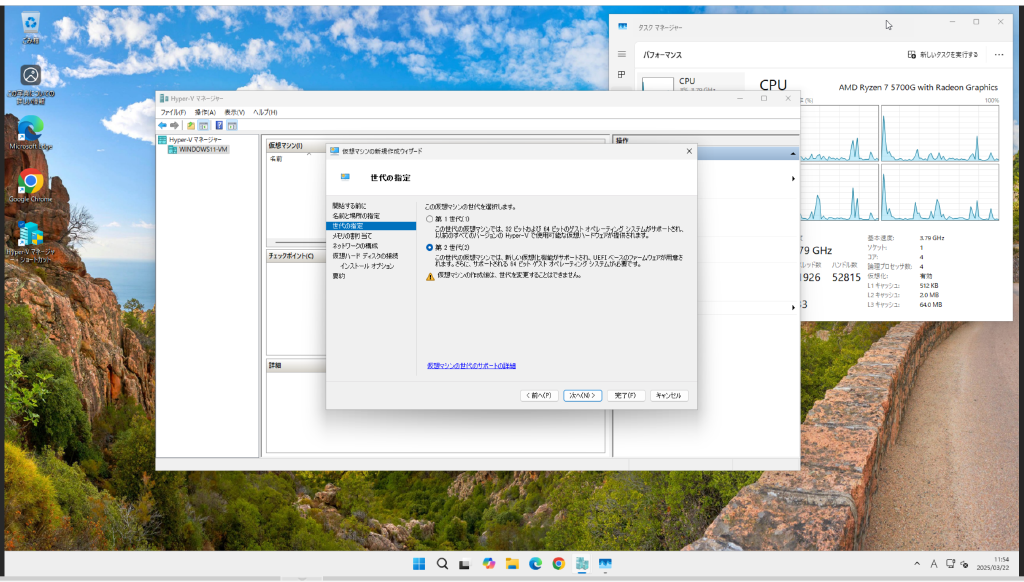 ごみ箱
Microsoft Edge
Google Chrome
Hyper-V マネージャー
- ショートカット
タスク マネージャー
パフォーマンス
新しいタスクを実行する
CPU
CPU
AMD Ryzen 7 5700G with Radeon Graphics
100%
基本速度:
3.79 GHz
ソケット:
1
コア:
4
論理プロセッサ数:
4
仮想化:
有効
L1 キャッシュ:
512 KB
L2 キャッシュ:
2.0 MB
L3 キャッシュ:
64.0 MB
79 GHz
ハンドル数
1926
52815
Hyper-V マネージャー
ファイル(F) 操作(A) 表示(V) ヘルプ(H)
Hyper-V マネージャー
WINDOWS11-VM
仮想マシン(I)
名前
チェックポイント(C)
詳細
操作
仮想マシンの新規作成ウィザード
世代の指定
開始する前に
名前と場所の指定
世代の指定
メモリの割り当て
ネットワークの構成
仮想ハード ディスクの接続
インストール オプション
要約
この仮想マシンの世代を選択します。
第 1 世代(1)
この世代の仮想マシンでは、32 ビットおよび 64 ビットのゲスト オペレーティング システムがサポートされ、
以前のすべてのバージョンの Hyper-V で使用可能な仮想ハードウェアが提供されます。
第 2 世代(2)
この世代の仮想マシンでは、新しい仮想化機能がサポートされ、UEFI ベースのファームウェアが用意さ
れます。さらに、サポートされる 64 ビット ゲスト オペレーティング システムが必要です。
仮想マシンの作成後は、世代を変更することはできません。
仮想マシンの世代のサポートの詳細
< 前へ(P)
次へ(N) >
完了(F)
キャンセル
A
11:54
2025/03/22